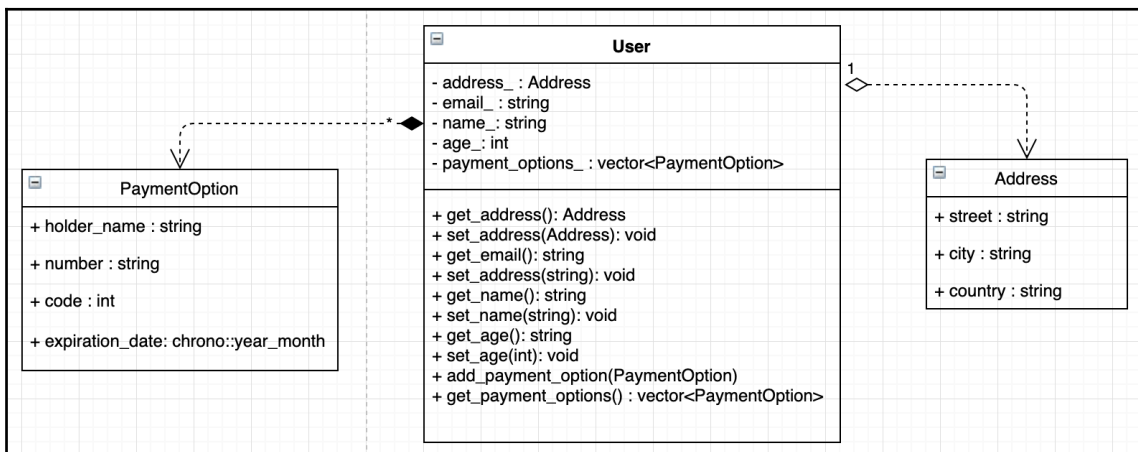 User
- address_ : Address
- email_ : string
- name_: string
- age_: int
- payment_options_ : vector<PaymentOption>
+ get_address(): Address
+ set_address(Address): void
+ get_email(): string
+ set_address(string): void
+ get_name(): string
+ set_name(string): void
+ get_age(): string
+ set_age(int): void
+ add_payment_option(PaymentOption)
+ get_payment_options() : vector<PaymentOption>
*
1
PaymentOption
+ holder_name : string
+ number : string
+ code : int
+ expiration_date: chrono::year_month
Address
+ street : string
+ city : string
+ country : string